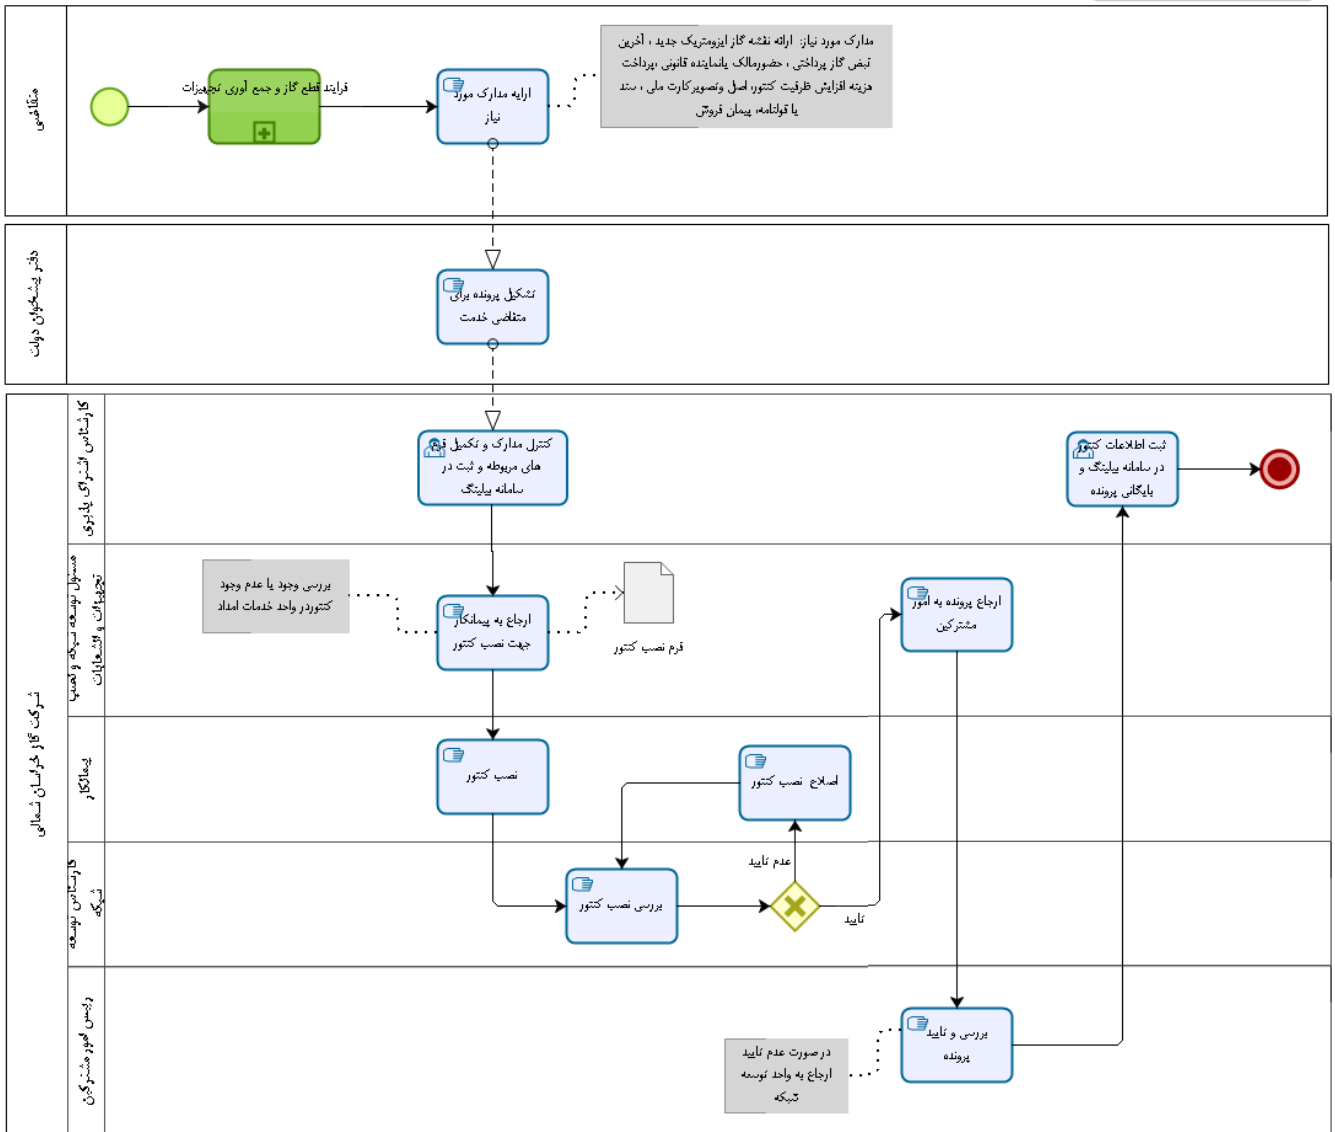 متقاضی
فرایند قطع گاز و جمع آوری تجهیزات
ارایه مدارک مورد
نیاز
مدارک مورد نیاز: ارائه نقشه گاز ایزومتریک جدید ، آخرین
قبض گاز پرداختی ، حضورمالک یانماینده قانونی ،پرداخت
هزینه افزایش ظرفیت کنتور، اصل وتصویرکارت ملی ، سند
یا قولنامه، پیمان فروش
دفتر پیشخوان دولت
تشکیل پرونده برای
متقاضی خدمت
شرکت گاز خراسان شمالی
کارشناس اشتراک پذیری
کنترل مدارک و تکمیل فرم
های مربوطه و ثبت در
سامانه بیلینگ
ثبت اطلاعات کنتور
در سامانه بیلینگ و
بایگانی پرونده
مسئول توسعه شبکه و نصب
تجهیزات و انشعابات
بررسی وجود یا عدم وجود
کنتوردر واحد خدمات امداد
ارجاع به پیمانکار
جهت نصب کنتور
فرم نصب کنتور
ارجاع پرونده به امور
مشترکین
پیمانکار
نصب کنتور
اصلاح نصب کنتور
کارشناس توسعه
شبکه
بررسی نصب کنتور
عدم تایید
تایید
رییس امور مشترکین
بررسی و تایید
پرونده
در صورت عدم تایید
ارجاع به واحد توسعه
شبکه